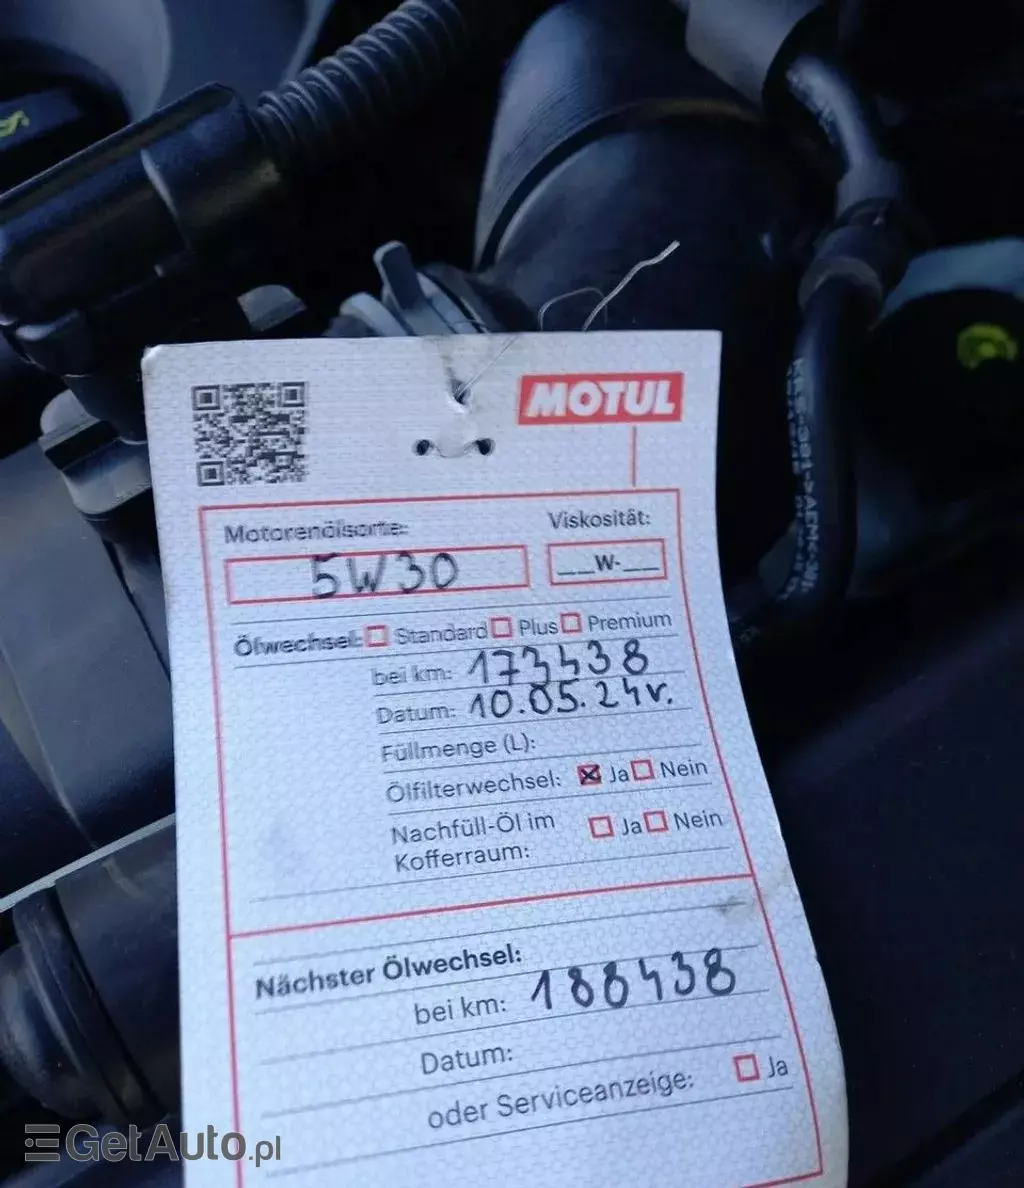 MOTUL
Motorenölsorte: Viskosität:
5W30 __W-__
Ölwechsel: Standard Plus Premium
bei km: 173438
Datum: 10.05.24r.
Füllmenge (L):
Ölfilterwechsel: Ja Nein
Nachfüll-Öl im Ja Nein
Kofferraum:
Nächster Ölwechsel:
bei km: 188438
Datum:
oder Serviceanzeige: Ja
GetAuto.pl